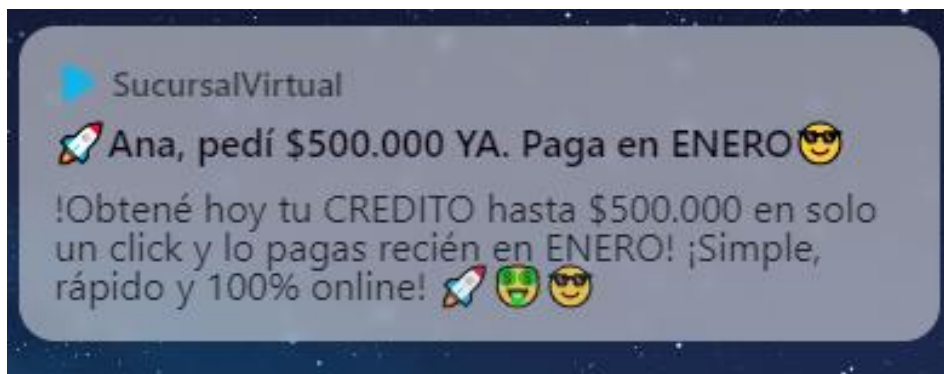 SucursalVirtual
🚀Ana, pedí $500.000 YA. Paga en ENERO😎
!Obtené hoy tu CREDITO hasta $500.000 en solo
un click y lo pagas recién en ENERO! ¡Simple,
rápido y 100% online! 🚀🤑😎